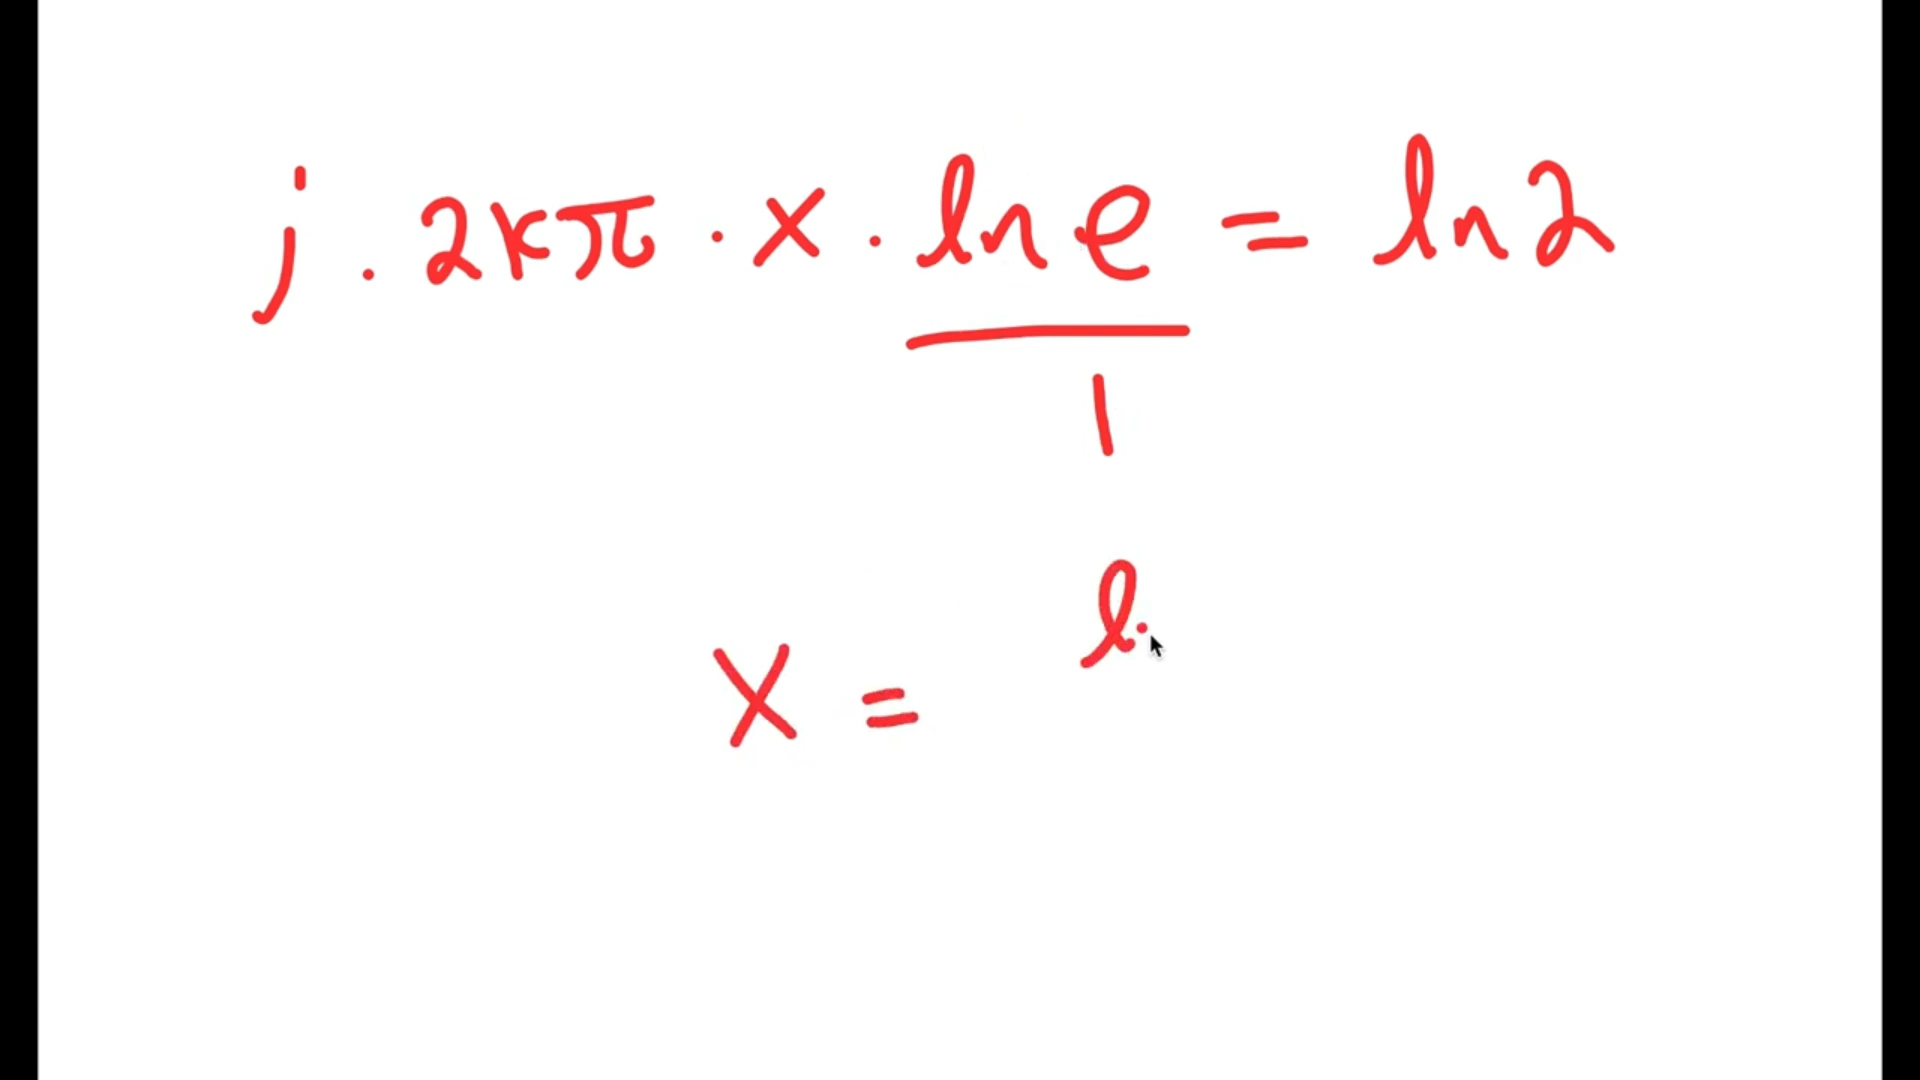 j . 2kπ . x . ln e = ln 2
1
l
X =